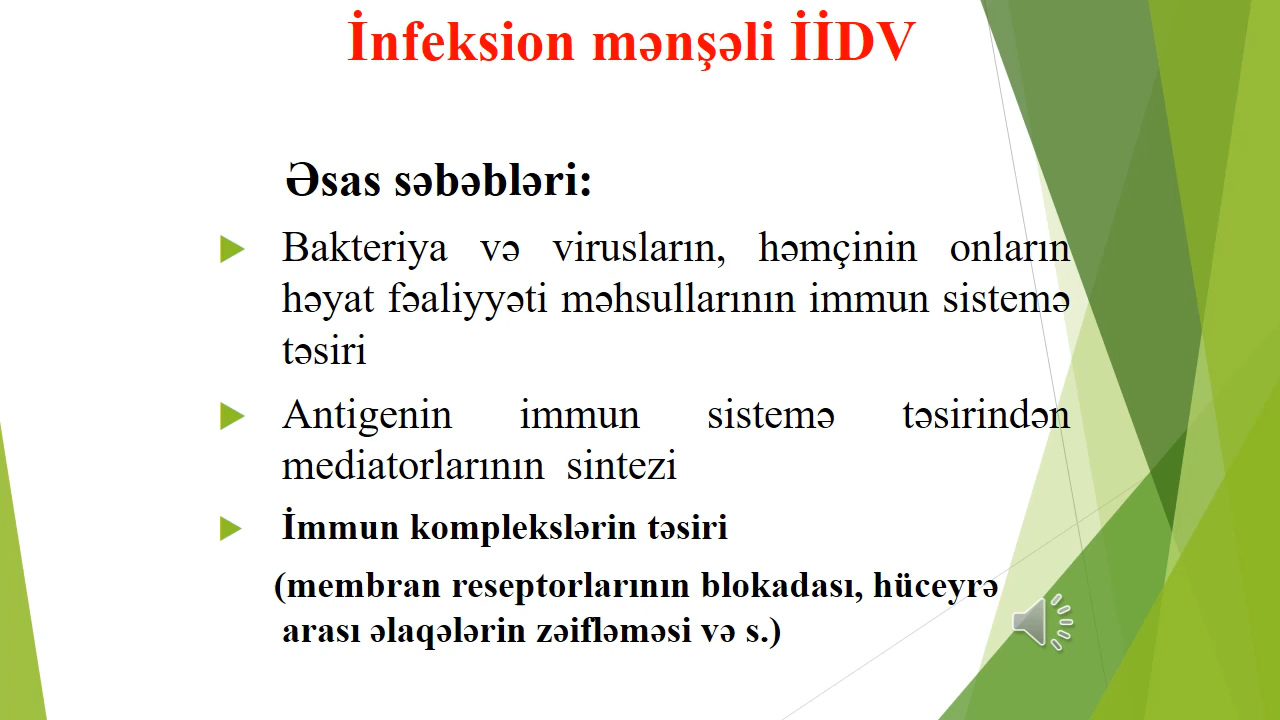 İnfeksion mənşəli İİDV
Əsas səbəbləri:
Bakteriya və virusların, həmçinin onların
həyat fəaliyyəti məhsullarının immun sistemə
təsiri
Antigenin immun sistemə təsirindən
mediatorlarının sintezi
İmmun komplekslərin təsiri
(membran reseptorlarının blokadası, hüceyrə
arası əlaqələrin zəifləməsi və s.)